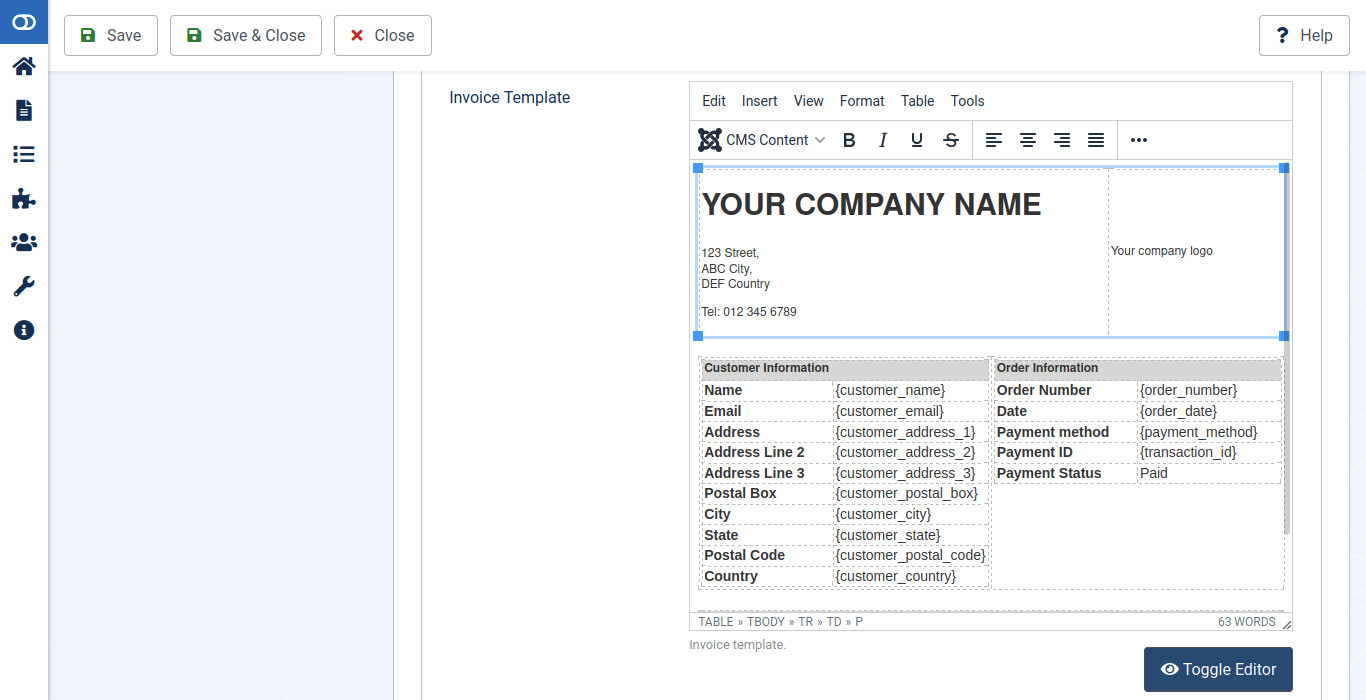 Save
Save & Close
Close
Help
Invoice Template
Edit Insert View Format Table Tools
CMS Content B I U S
YOUR COMPANY NAME
123 Street,
ABC City,
DEF Country
Tel: 012 345 6789
Your company logo
Customer Information
Name {customer_name}
Email {customer_email}
Address {customer_address_1}
Address Line 2 {customer_address_2}
Address Line 3 {customer_address_3}
Postal Box {customer_postal_box}
City {customer_city}
State {customer_state}
Postal Code {customer_postal_code}
Country {customer_country}
Order Information
Order Number {order_number}
Date {order_date}
Payment method {payment_method}
Payment ID {transaction_id}
Payment Status Paid
TABLE » TBODY » TR » TD » P
63 WORDS
Invoice template.
Toggle Editor